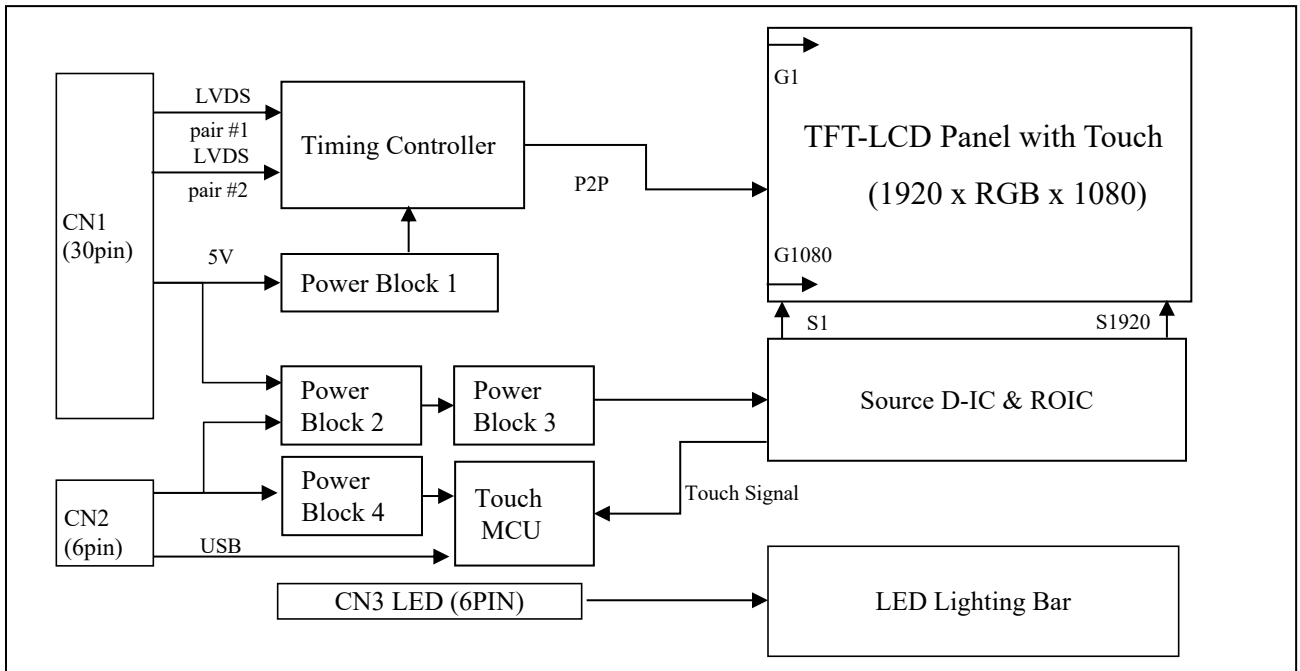 LVDS
pair #1
LVDS
pair #2
CN1
(30pin)
Timing Controller
P2P
G1
TFT-LCD Panel with Touch
(1920 x RGB x 1080)
G1080
5V
Power Block 1
S1
S1920
Power
Block 2
Power
Block 3
Source D-IC & ROIC
Power
Block 4
Touch
MCU
Touch Signal
CN2
(6pin)
USB
CN3 LED (6PIN)
LED Lighting Bar